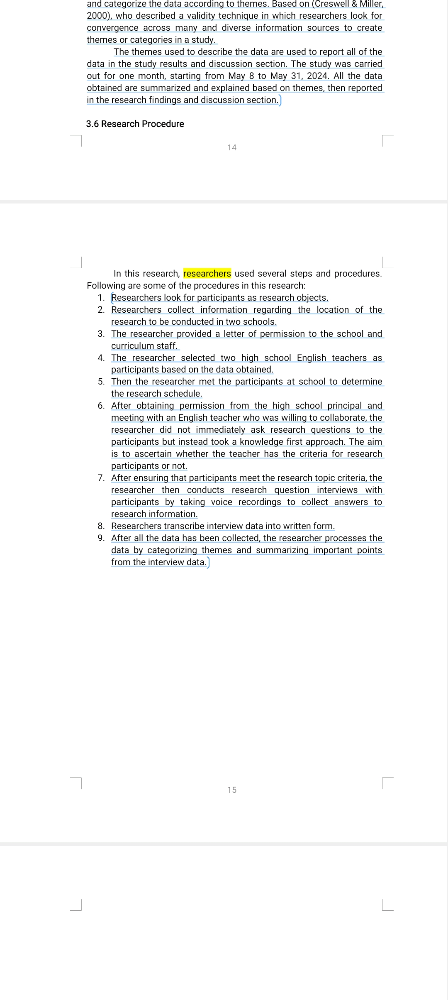 and categorize the data according to themes. Based on (Creswell & Miller,
2000), who described a validity technique in which researchers look for
convergence across many and diverse information sources to create
themes or categories in a study.
The themes used to describe the data are used to report all of the
data in the study results and discussion section. The study was carried
out for one month, starting from May 8 to May 31, 2024. All the data
obtained are summarized and explained based on themes, then reported
in the research findings and discussion section.
3.6 Research Procedure
14
In this research, researchers used several steps and procedures.
Following are some of the procedures in this research:
1. Researchers look for participants as research objects.
2. Researchers collect information regarding the location of the
research to be conducted in two schools.
3. The researcher provided a letter of permission to the school and
curriculum staff.
4. The researcher selected two high school English teachers as
participants based on the data obtained.
5. Then the researcher met the participants at school to determine
the research schedule.
6. After obtaining permission from the high school principal and
meeting with an English teacher who was willing to collaborate, the
researcher did not immediately ask research questions to the
participants but instead took a knowledge first approach. The aim
is to ascertain whether the teacher has the criteria for research
participants or not.
7. After ensuring that participants meet the research topic criteria, the
researcher then conducts research question interviews with
participants by taking voice recordings to collect answers to
research information.
8. Researchers transcribe interview data into written form.
9. After all the data has been collected, the researcher processes the
data by categorizing themes and summarizing important points
from the interview data.
15